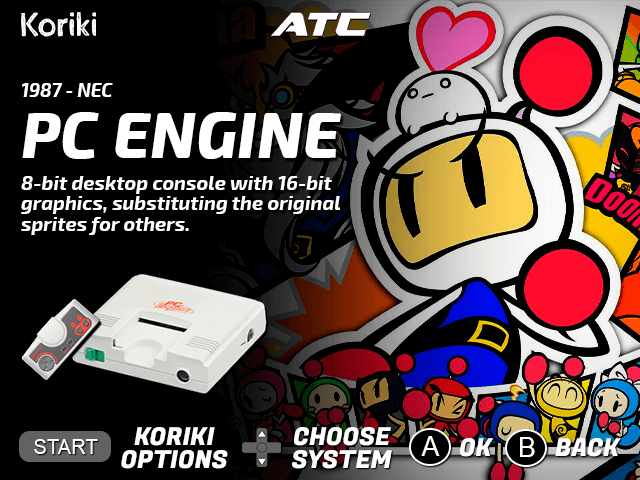 Koriki
ATC
1987 - NEC
PC ENGINE
8-bit desktop console with 16-bit
graphics, substituting the original
sprites for others.
START
KORIKI
OPTIONS
CHOOSE
SYSTEM
A OK B BACK